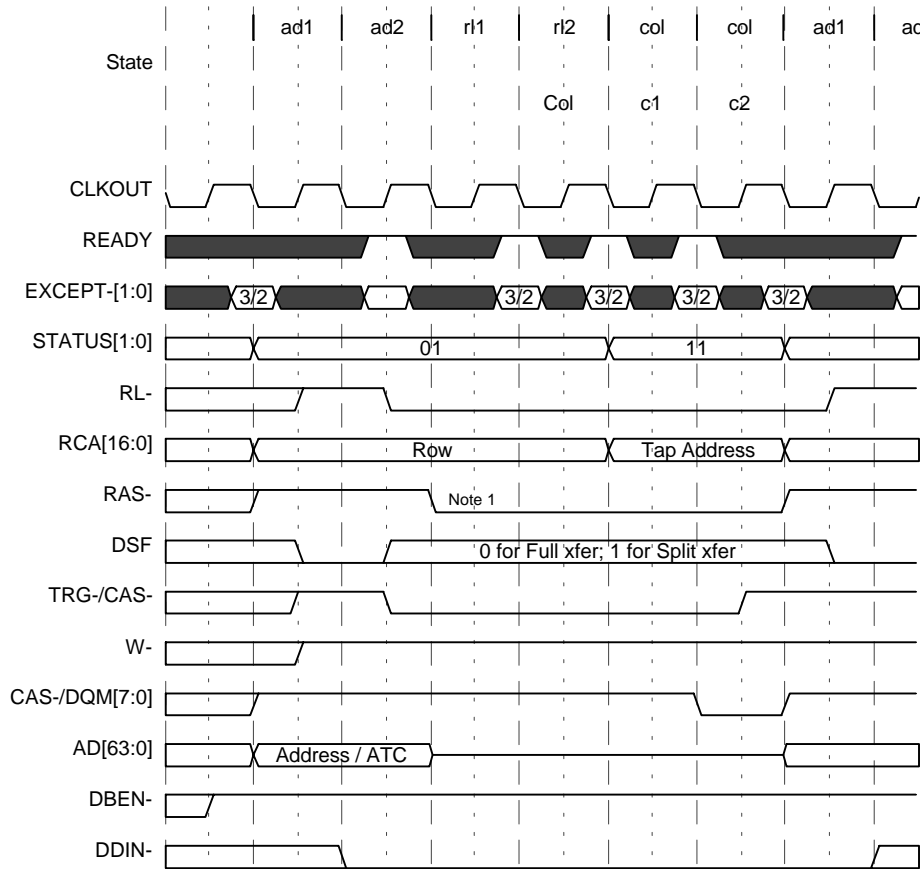 ad1 ad2 rl1 rl2 col col ad1 ad
State
Col c1 c2
CLKOUT
READY
EXCEPT-[1:0] 3/2 3/2 3/2 3/2 3/2
STATUS[1:0] 01 11
RL-
RCA[16:0] Row Tap Address
RAS- Note 1
DSF 0 for Full xfer; 1 for Split xfer
TRG-/CAS-
W-
CAS-/DQM[7:0]
AD[63:0] Address / ATC
DBEN-
DDIN-